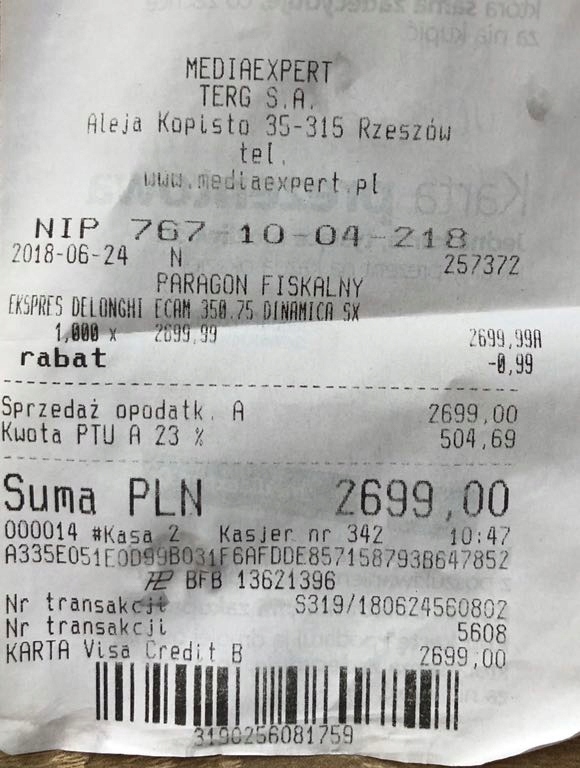 MEDIAEXPERT
TERG S.A.
Aleja Kopisto 35-315 Rzeszów
tel.
www.mediaexpert.pl
NIP 767-10-04-218
2018-06-24 N 257372
PARAGON FISKALNY
EKSPRES DELONGHI ECAM 350.75 DINAMICA SX
1,000 x 2699,99 2699,99A
rabat -0,99
Sprzedaż opodatk. A 2699,00
Kwota PTU A 23 % 504,69
Suma PLN 2699,00
000014 #Kasa 2 Kasjer nr 342 10:47
A335E051E0D99B031F6AFDDE857158793B647852
BFB 13621396
Nr transakcji S319/180624560802
Nr transakcji 5608
KARTA Visa Credit B 2699,00
3190256081759